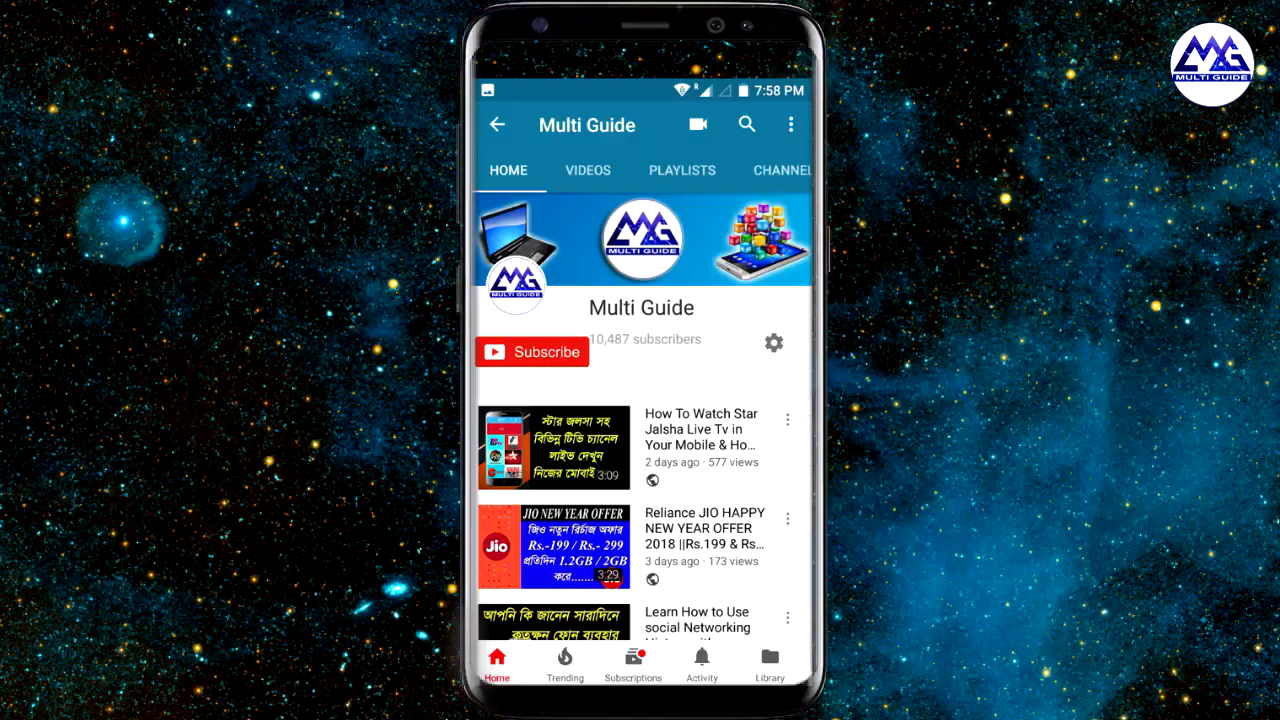 MG
MULTI GUIDE
R
7:58 PM
Multi Guide
HOME VIDEOS PLAYLISTS CHANNEL
MULTI GUIDE
MULTI GUIDE
Multi Guide
10,487 subscribers
Subscribe
স্টার জলসা সহ
বিভিন্ন টিভি চ্যানেল
লাইভ দেখুন
নিজের মোবাই
3:09
How To Watch Star
Jalsha Live Tv in
Your Mobile & Ho...
2 days ago · 577 views
Jio
JIO NEW YEAR OFFER
জিও নতুন রির্চাজ অফার
Rs.-199 / Rs.- 299
প্রতিদিন 1.2GB / 2GB
করে.......
3:29
Reliance JIO HAPPY
NEW YEAR OFFER
2018 ||Rs.199 & Rs...
3 days ago · 173 views
আপনি কি জানেন সারাদিনে
কতক্ষন ফোন ব্যবহার
Learn How to Use
social Networking
Home Trending Subscriptions Activity Library